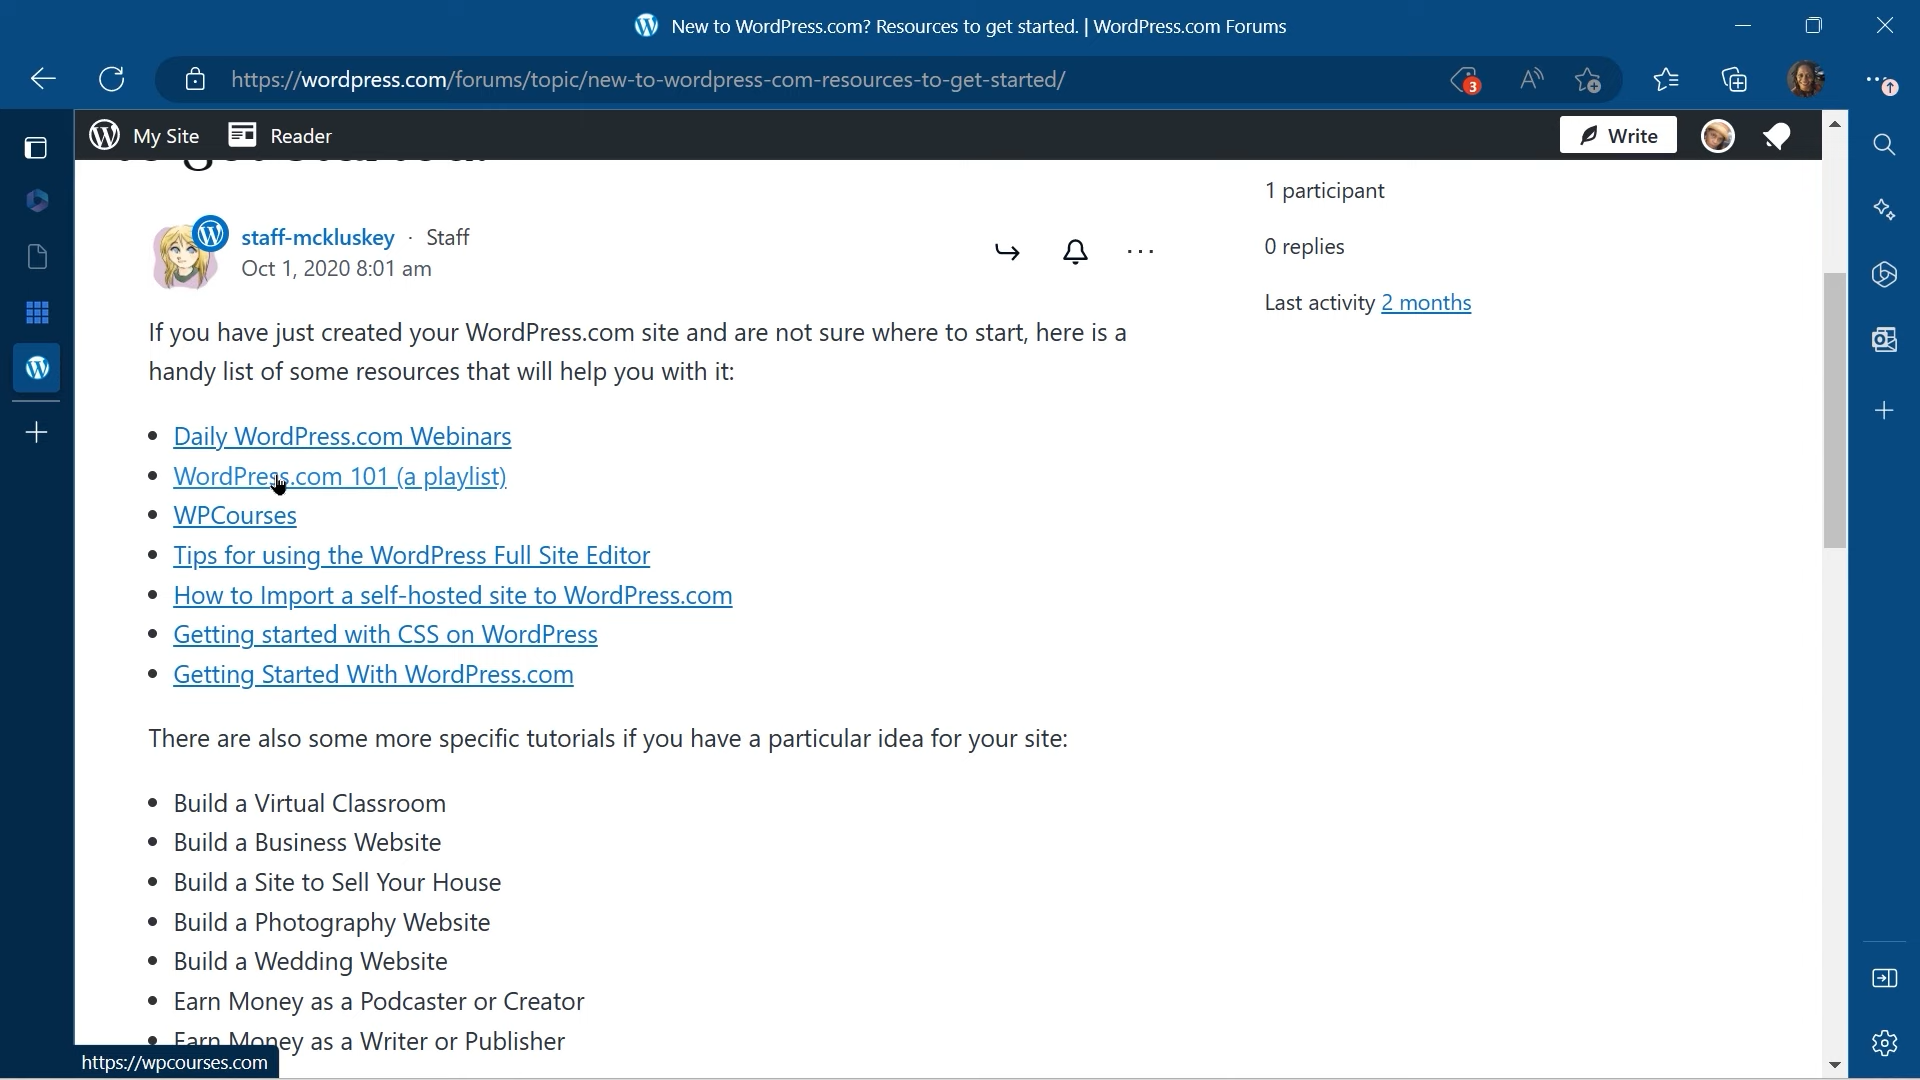 New to WordPress.com? Resources to get started. | WordPress.com Forums
https://wordpress.com/forums/topic/new-to-wordpress-com-resources-to-get-started/
3
My Site
Reader
Write
to get started.
1 participant
staff-mckluskey · Staff
0 replies
Oct 1, 2020 8:01 am
Last activity 2 months
If you have just created your WordPress.com site and are not sure where to start, here is a
handy list of some resources that will help you with it:
• Daily WordPress.com Webinars
• WordPress.com 101 (a playlist)
• WPCourses
• Tips for using the WordPress Full Site Editor
• How to Import a self-hosted site to WordPress.com
• Getting started with CSS on WordPress
• Getting Started With WordPress.com
There are also some more specific tutorials if you have a particular idea for your site:
• Build a Virtual Classroom
• Build a Business Website
• Build a Site to Sell Your House
• Build a Photography Website
• Build a Wedding Website
• Earn Money as a Podcaster or Creator
• Earn Money as a Writer or Publisher
https://wpcourses.com